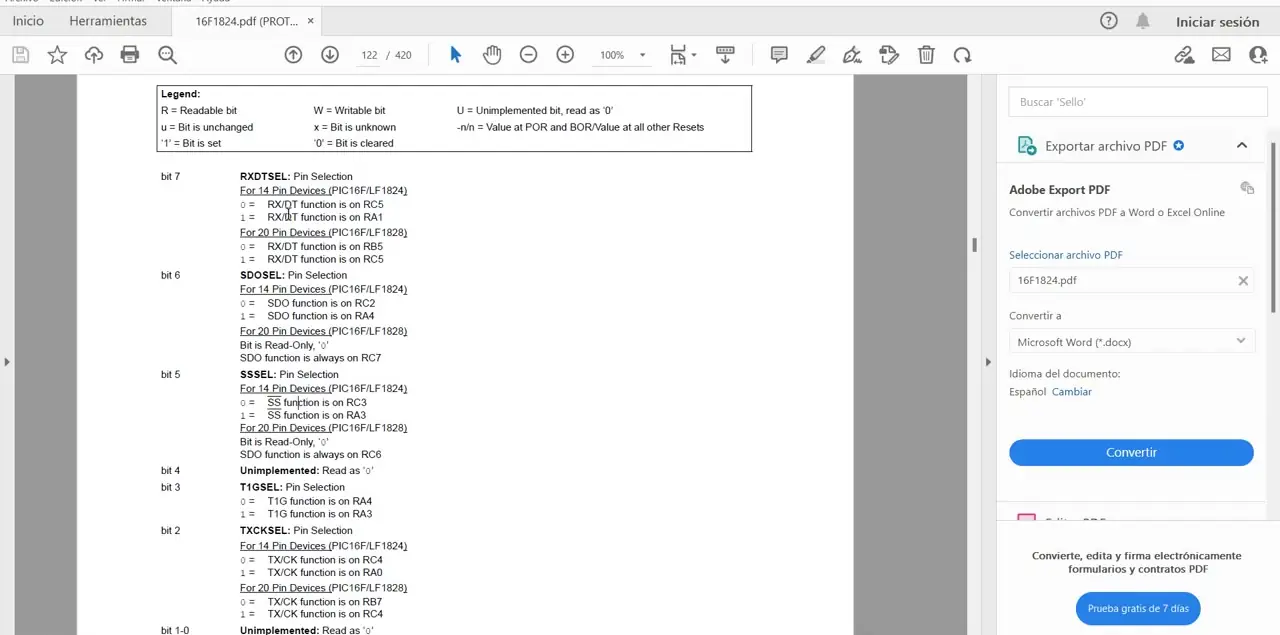 Inicio Herramientas 16F1824.pdf (PROT... ×
Iniciar sesión
122 / 420 100%
Legend:
R = Readable bit W = Writable bit U = Unimplemented bit, read as '0'
u = Bit is unchanged x = Bit is unknown -n/n = Value at POR and BOR/Value at all other Resets
'1' = Bit is set '0' = Bit is cleared
bit 7 RXDTSEL: Pin Selection
For 14 Pin Devices (PIC16F/LF1824)
0 = RX/DT function is on RC5
1 = RX/DT function is on RA1
For 20 Pin Devices (PIC16F/LF1828)
0 = RX/DT function is on RB5
1 = RX/DT function is on RC5
bit 6 SDOSEL: Pin Selection
For 14 Pin Devices (PIC16F/LF1824)
0 = SDO function is on RC2
1 = SDO function is on RA4
For 20 Pin Devices (PIC16F/LF1828)
Bit is Read-Only, '0'
SDO function is always on RC7
bit 5 SSSEL: Pin Selection
For 14 Pin Devices (PIC16F/LF1824)
0 = SS function is on RC3
1 = SS function is on RA3
For 20 Pin Devices (PIC16F/LF1828)
Bit is Read-Only, '0'
SDO function is always on RC6
bit 4 Unimplemented: Read as '0'
bit 3 T1GSEL: Pin Selection
0 = T1G function is on RA4
1 = T1G function is on RA3
bit 2 TXCKSEL: Pin Selection
For 14 Pin Devices (PIC16F/LF1824)
0 = TX/CK function is on RC4
1 = TX/CK function is on RA0
For 20 Pin Devices (PIC16F/LF1828)
0 = TX/CK function is on RB7
1 = TX/CK function is on RC4
bit 1-0 Unimplemented: Read as '0'
Buscar 'Sello'
Exportar archivo PDF
Adobe Export PDF
Convertir archivos PDF a Word o Excel Online
Seleccionar archivo PDF
16F1824.pdf
Convertir a
Microsoft Word (*.docx)
Idioma del documento:
Español Cambiar
Convertir
Convierte, edita y firma electrónicamente
formularios y contratos PDF
Prueba gratis de 7 días